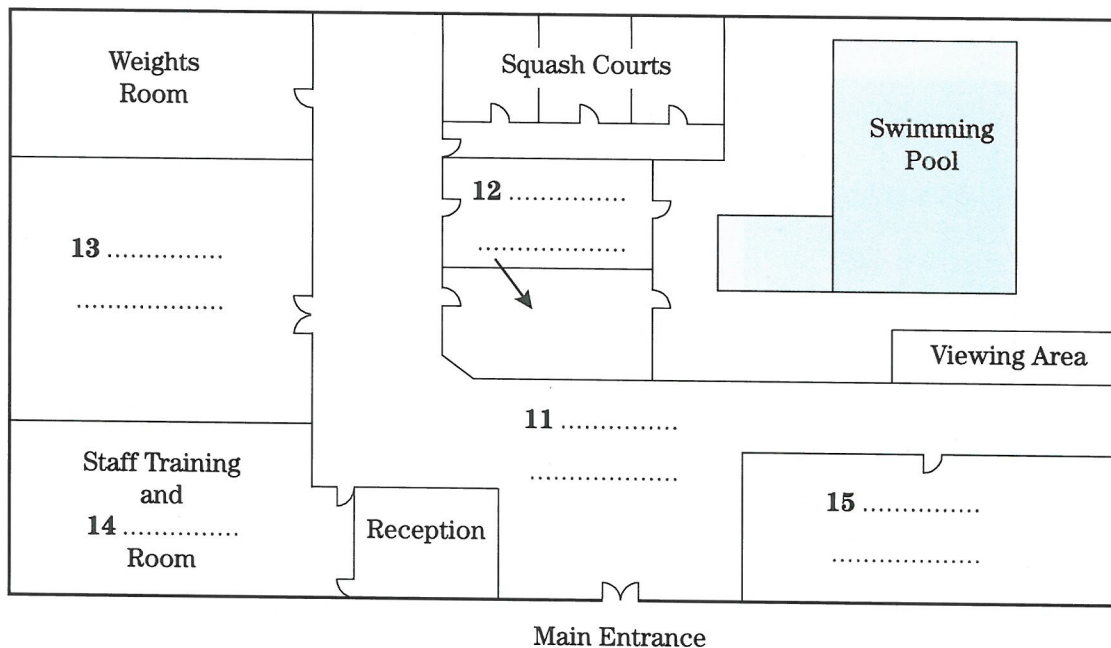 Weights
Room
Squash Courts
Swimming
Pool
12 ..................
.......................
13 ..................
.......................
Viewing Area
11 ..................
.......................
Staff Training
and
14 ..................
Room
Reception
15 ..................
.......................
Main Entrance